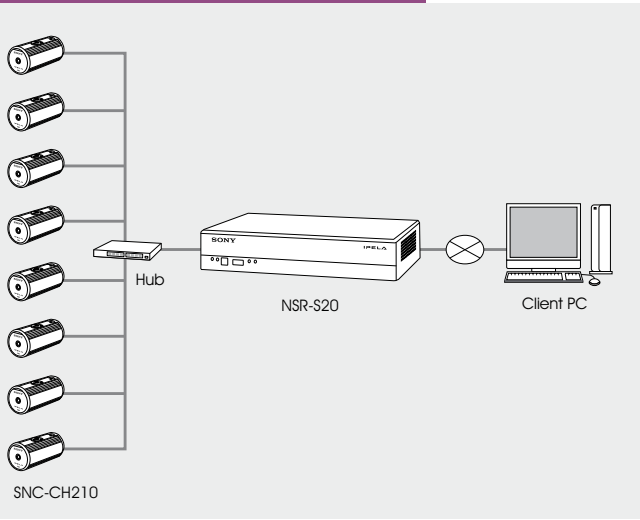 SONY
IPELA
Hub
NSR-S20
Client PC
SNC-CH210